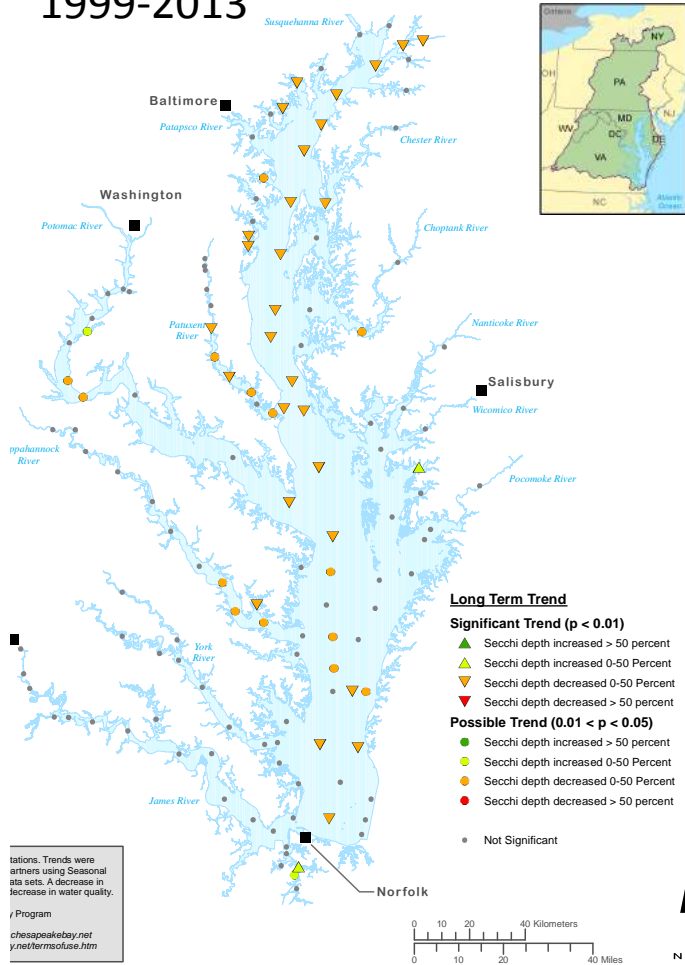 1999-2013
Susquehanna River
Baltimore
Patapsco River
Chester River
Washington
Potomac River
Choptank River
Patuxent
River
Nanticoke River
Salisbury
Wicomico River
ppahannock
River
Pocomoke River
York
River
James River
Norfolk
Ontario
NY
OH
PA
NJ
MD
WV
DC
DE
VA
NC
Atlantic
Ocean
Long Term Trend
Significant Trend (p < 0.01)
Secchi depth increased > 50 percent
Secchi depth increased 0-50 Percent
Secchi depth decreased 0-50 Percent
Secchi depth decreased > 50 percent
Possible Trend (0.01 < p < 0.05)
Secchi depth increased > 50 percent
Secchi depth increased 0-50 Percent
Secchi depth decreased 0-50 Percent
Secchi depth decreased > 50 percent
Not Significant
tations. Trends were
artners using Seasonal
ata sets. A decrease in
decrease in water quality.
y Program
chesapeakebay.net
y.net/termsofuse.htm
0 10 20 40 Kilometers
0 10 20 40 Miles
N